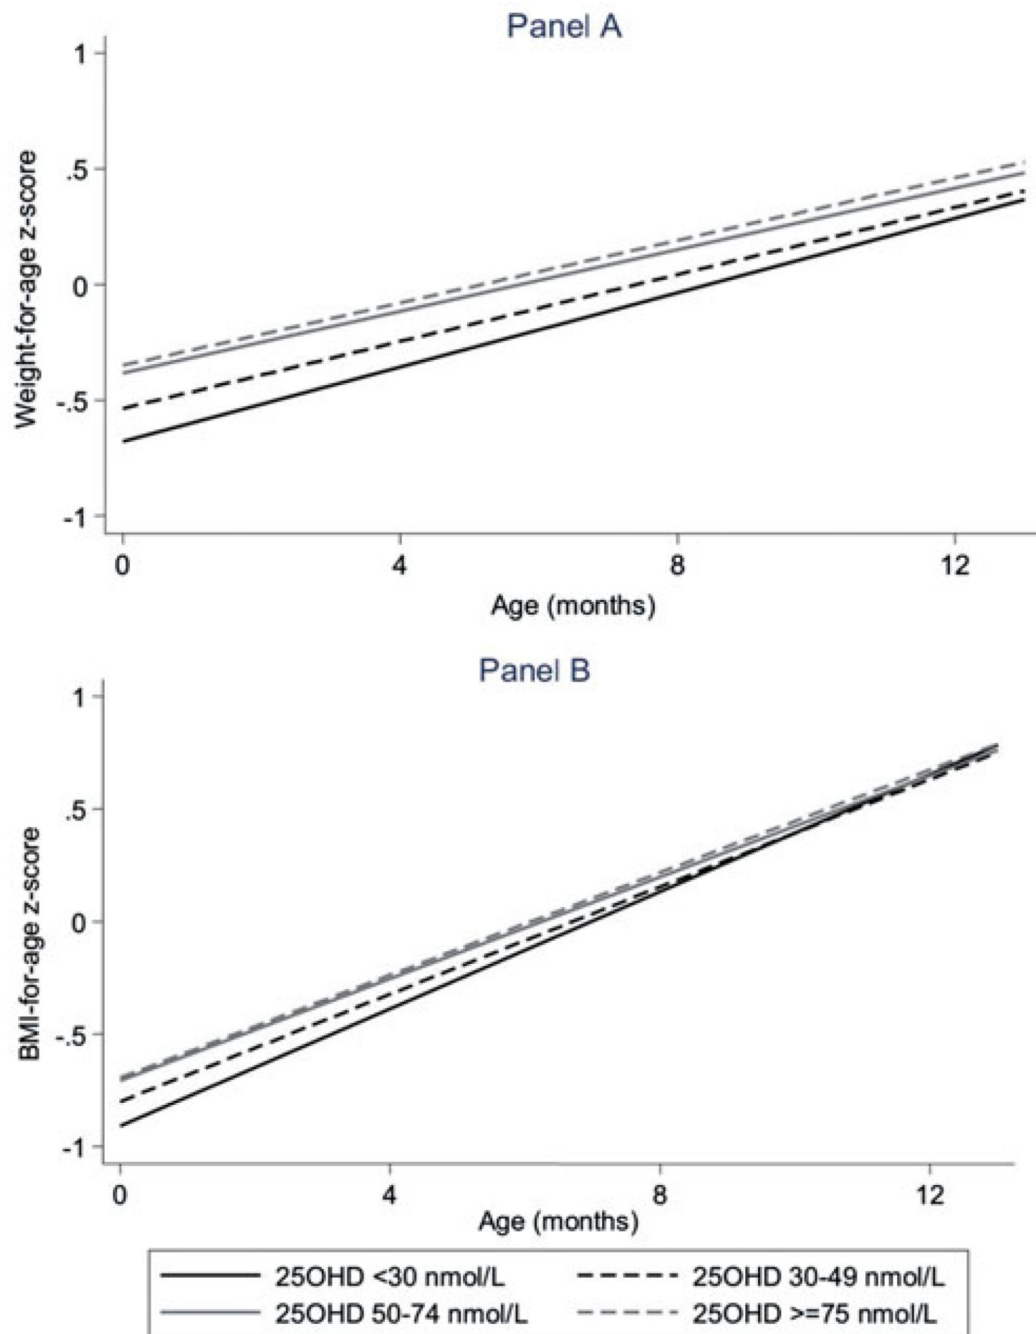 Panel A
Weight-for-age z-score
1
.5
0
-.5
-1
0 4 8 12
Age (months)
Panel B
BMI-for-age z-score
1
.5
0
-.5
-1
0 4 8 12
Age (months)
25OHD <30 nmol/L 25OHD 30-49 nmol/L
25OHD 50-74 nmol/L 25OHD >=75 nmol/L